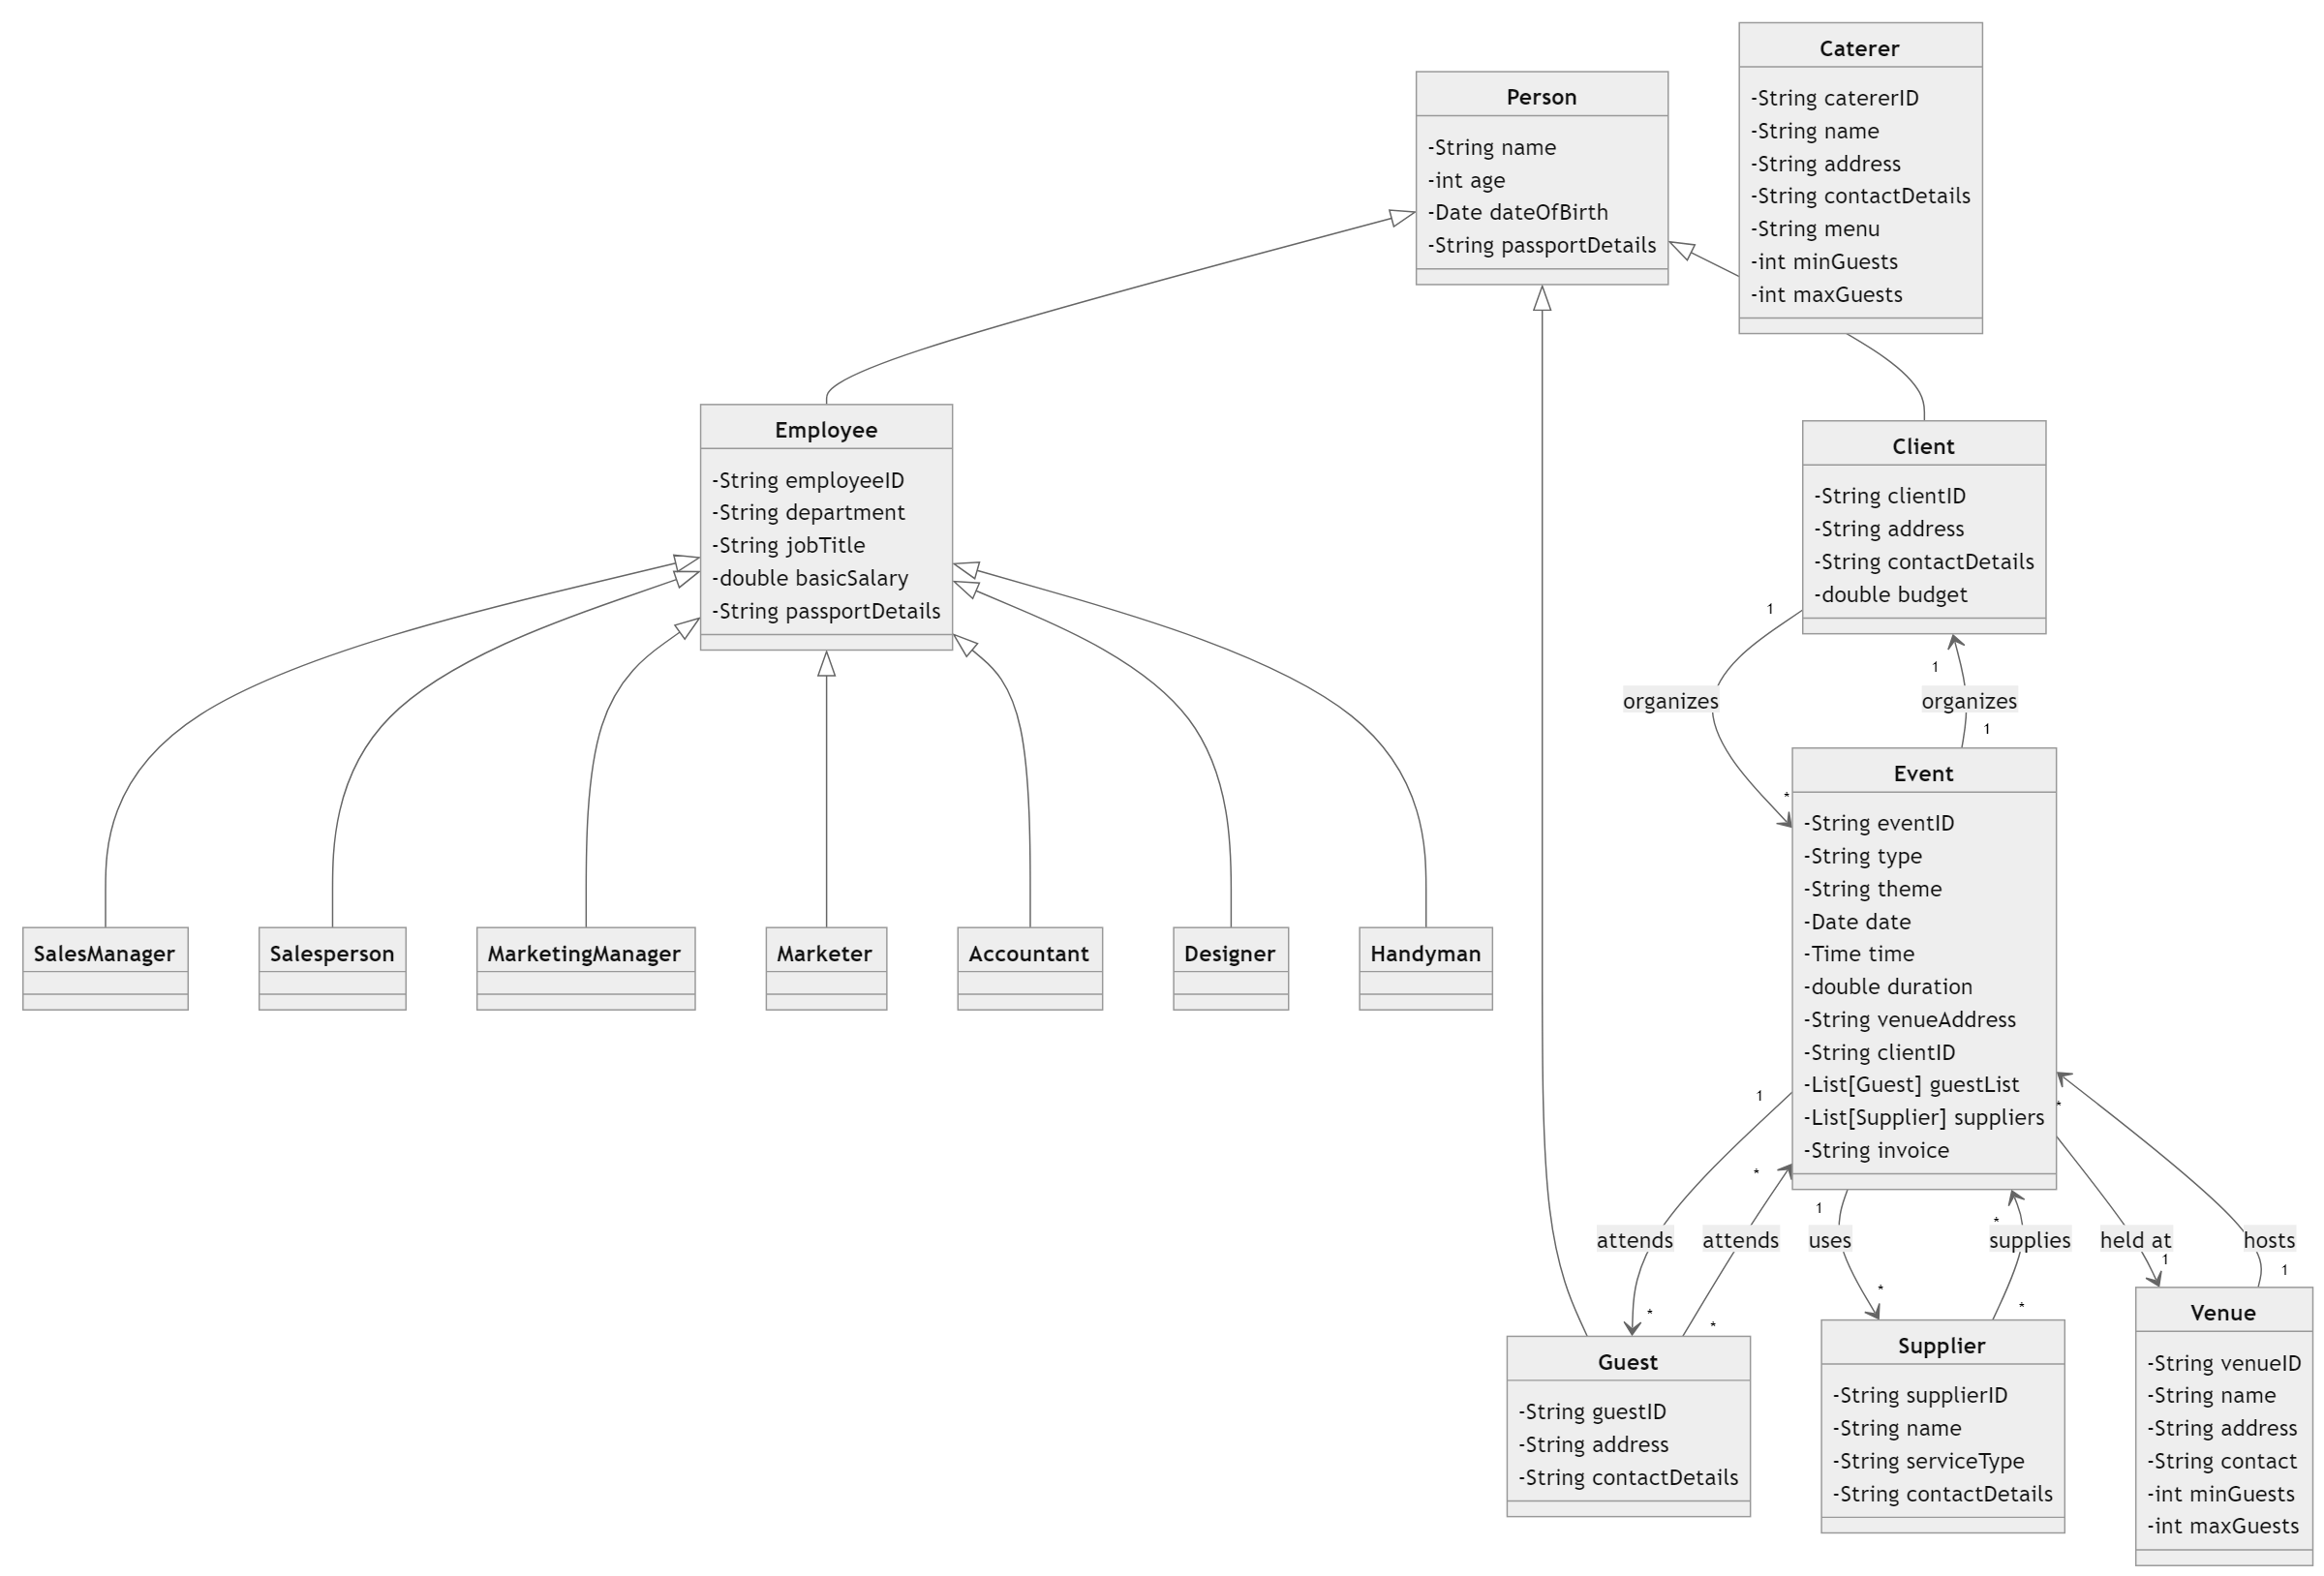 Caterer
-String catererID
-String name
-String address
-String contactDetails
-String menu
-int minGuests
-int maxGuests
Person
-String name
-int age
-Date dateOfBirth
-String passportDetails
Employee
-String employeeID
-String department
-String jobTitle
-double basicSalary
-String passportDetails
Client
-String clientID
-String address
-String contactDetails
-double budget
1
1
organizes
organizes
1
*
Event
-String eventID
-String type
-String theme
-Date date
-Time time
-double duration
-String venueAddress
-String clientID
-List[Guest] guestList
-List[Supplier] suppliers
-String invoice
SalesManager
Salesperson
MarketingManager
Marketer
Accountant
Designer
Handyman
1
*
*
1
*
attends
attends
uses
supplies
held at
hosts
1
1
*
*
*
*
Guest
-String guestID
-String address
-String contactDetails
Supplier
-String supplierID
-String name
-String serviceType
-String contactDetails
Venue
-String venueID
-String name
-String address
-String contact
-int minGuests
-int maxGuests